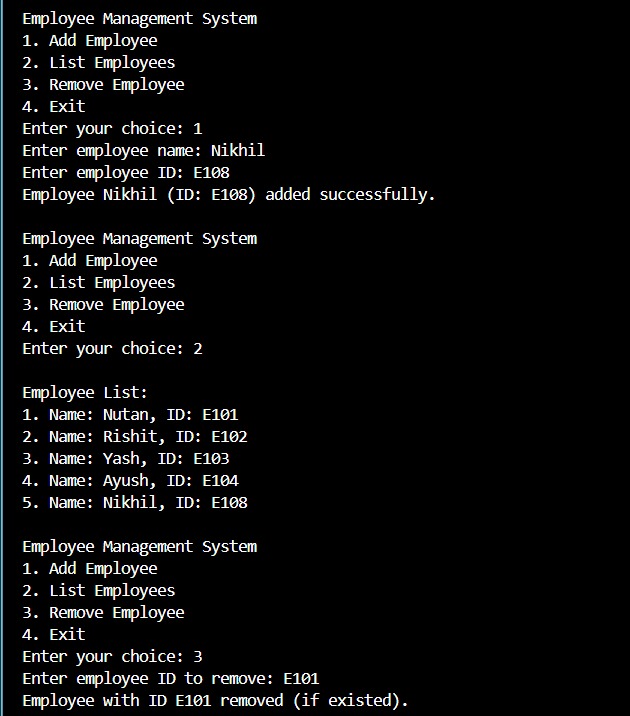 Employee Management System
1. Add Employee
2. List Employees
3. Remove Employee
4. Exit
Enter your choice: 1
Enter employee name: Nikhil
Enter employee ID: E108
Employee Nikhil (ID: E108) added successfully.
Employee Management System
1. Add Employee
2. List Employees
3. Remove Employee
4. Exit
Enter your choice: 2
Employee List:
1. Name: Nutan, ID: E101
2. Name: Rishit, ID: E102
3. Name: Yash, ID: E103
4. Name: Ayush, ID: E104
5. Name: Nikhil, ID: E108
Employee Management System
1. Add Employee
2. List Employees
3. Remove Employee
4. Exit
Enter your choice: 3
Enter employee ID to remove: E101
Employee with ID E101 removed (if existed).